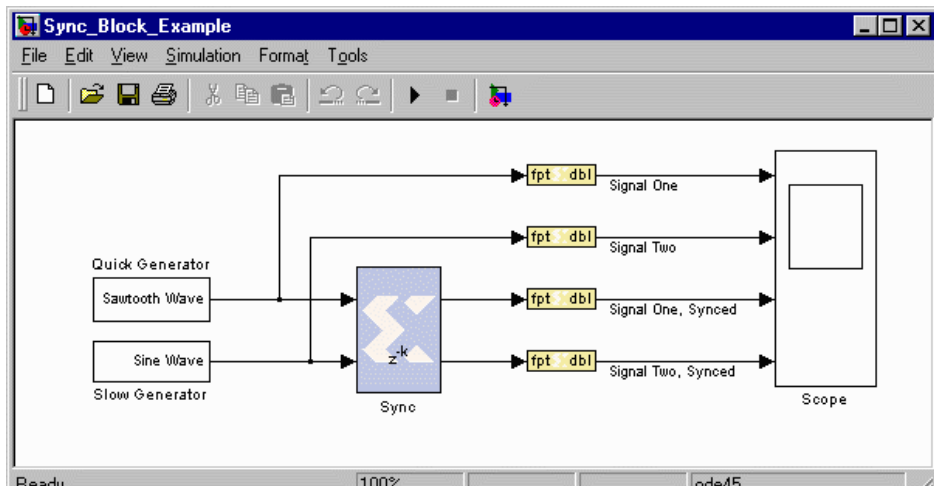 Sync_Block_Example
File Edit View Simulation Format Tools
fpt dbl
Signal One
fpt dbl
Signal Two
Quick Generator
Sawtooth Wave
fpt dbl
Signal One, Synced
Sine Wave
z-k
fpt dbl
Signal Two, Synced
Slow Generator
Sync
Scope
Ready 100% ode45